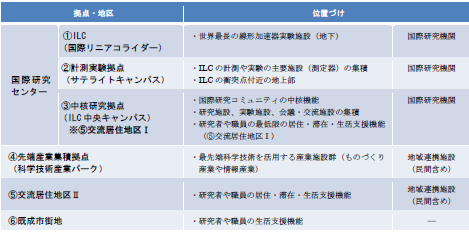 拠点・地区 位置づけ
国際研究
センター
①ILC
（国際リニアコライダー）
・世界最長の線形加速器実験施設（地下）
国際研究機関
②計測実験拠点
（サテライトキャンパス）
・ILCの計測や実験の主要施設（測定器）の集積
・ILCの衝突点付近の地上部
国際研究機関
③中核研究拠点
（ILC中央キャンパス）
※⑤交流居住地区Ⅰ
・国際研究コミュニティの中核機能
・研究施設、実験施設、会議・交流施設の集積
・研究者や職員の最低限の居住・滞在・生活支援機能
（⑤交流居住地区Ⅰ）
国際研究機関
④先端産業集積拠点
（科学技術産業パーク）
・最先端科学技術を活用する産業施設群（ものづくり
産業や情報産業）
地域連携施設
（民間含め）
⑤交流居住地区Ⅱ
・研究者や職員の居住・滞在・生活支援機能
地域連携施設
（民間含め）
⑥既成市街地
・研究者や職員の生活支援機能
―